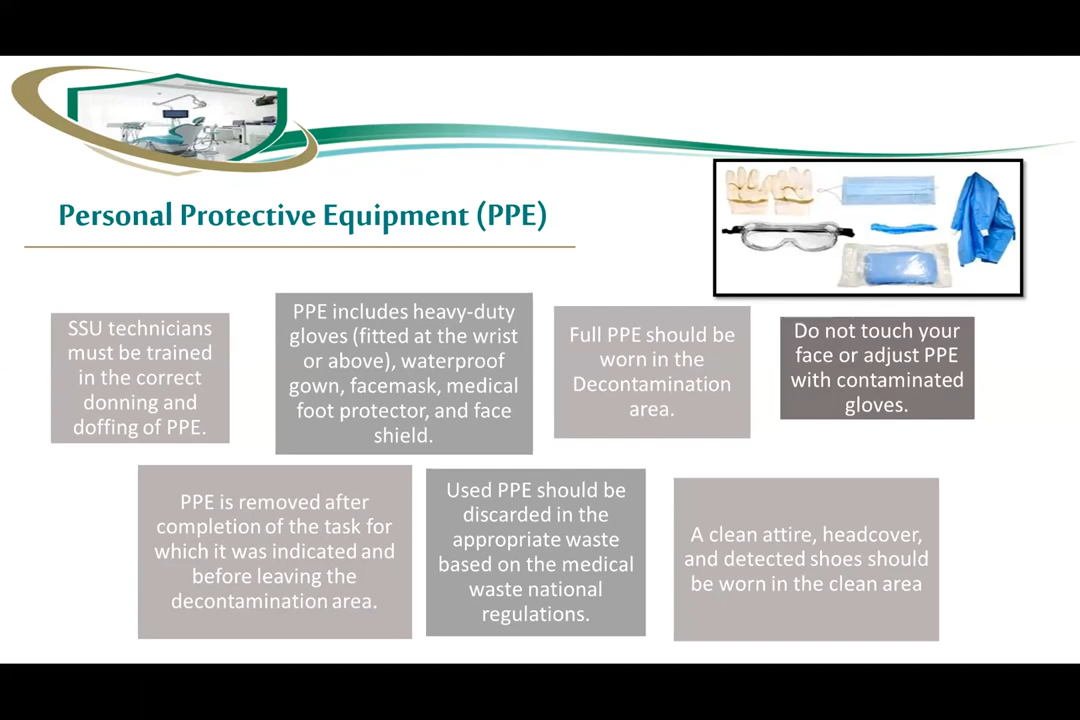 Personal Protective Equipment (PPE)
SSU technicians
must be trained
in the correct
donning and
doffing of PPE.
PPE includes heavy-duty
gloves (fitted at the wrist
or above), waterproof
gown, facemask, medical
foot protector, and face
shield.
Full PPE should be
worn in the
Decontamination
area.
Do not touch your
face or adjust PPE
with contaminated
gloves.
PPE is removed after
completion of the task for
which it was indicated and
before leaving the
decontamination area.
Used PPE should be
discarded in the
appropriate waste
based on the medical
waste national
regulations.
A clean attire, headcover,
and detected shoes should
be worn in the clean area